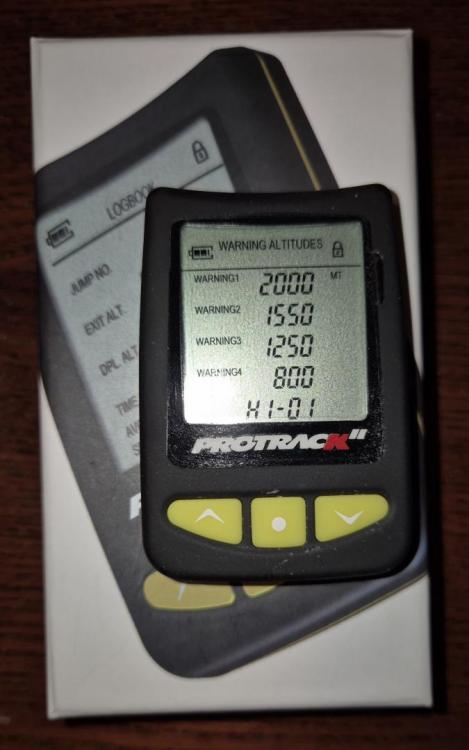 LOGBOOK
JUMP NO.
EXIT ALT
DPL ALT
TIME
WARNING ALTITUDES
WARNING1 2000 MT
WARNING2 1550
WARNING3 1250
WARNING4 800
HI-01
PROTRACK II